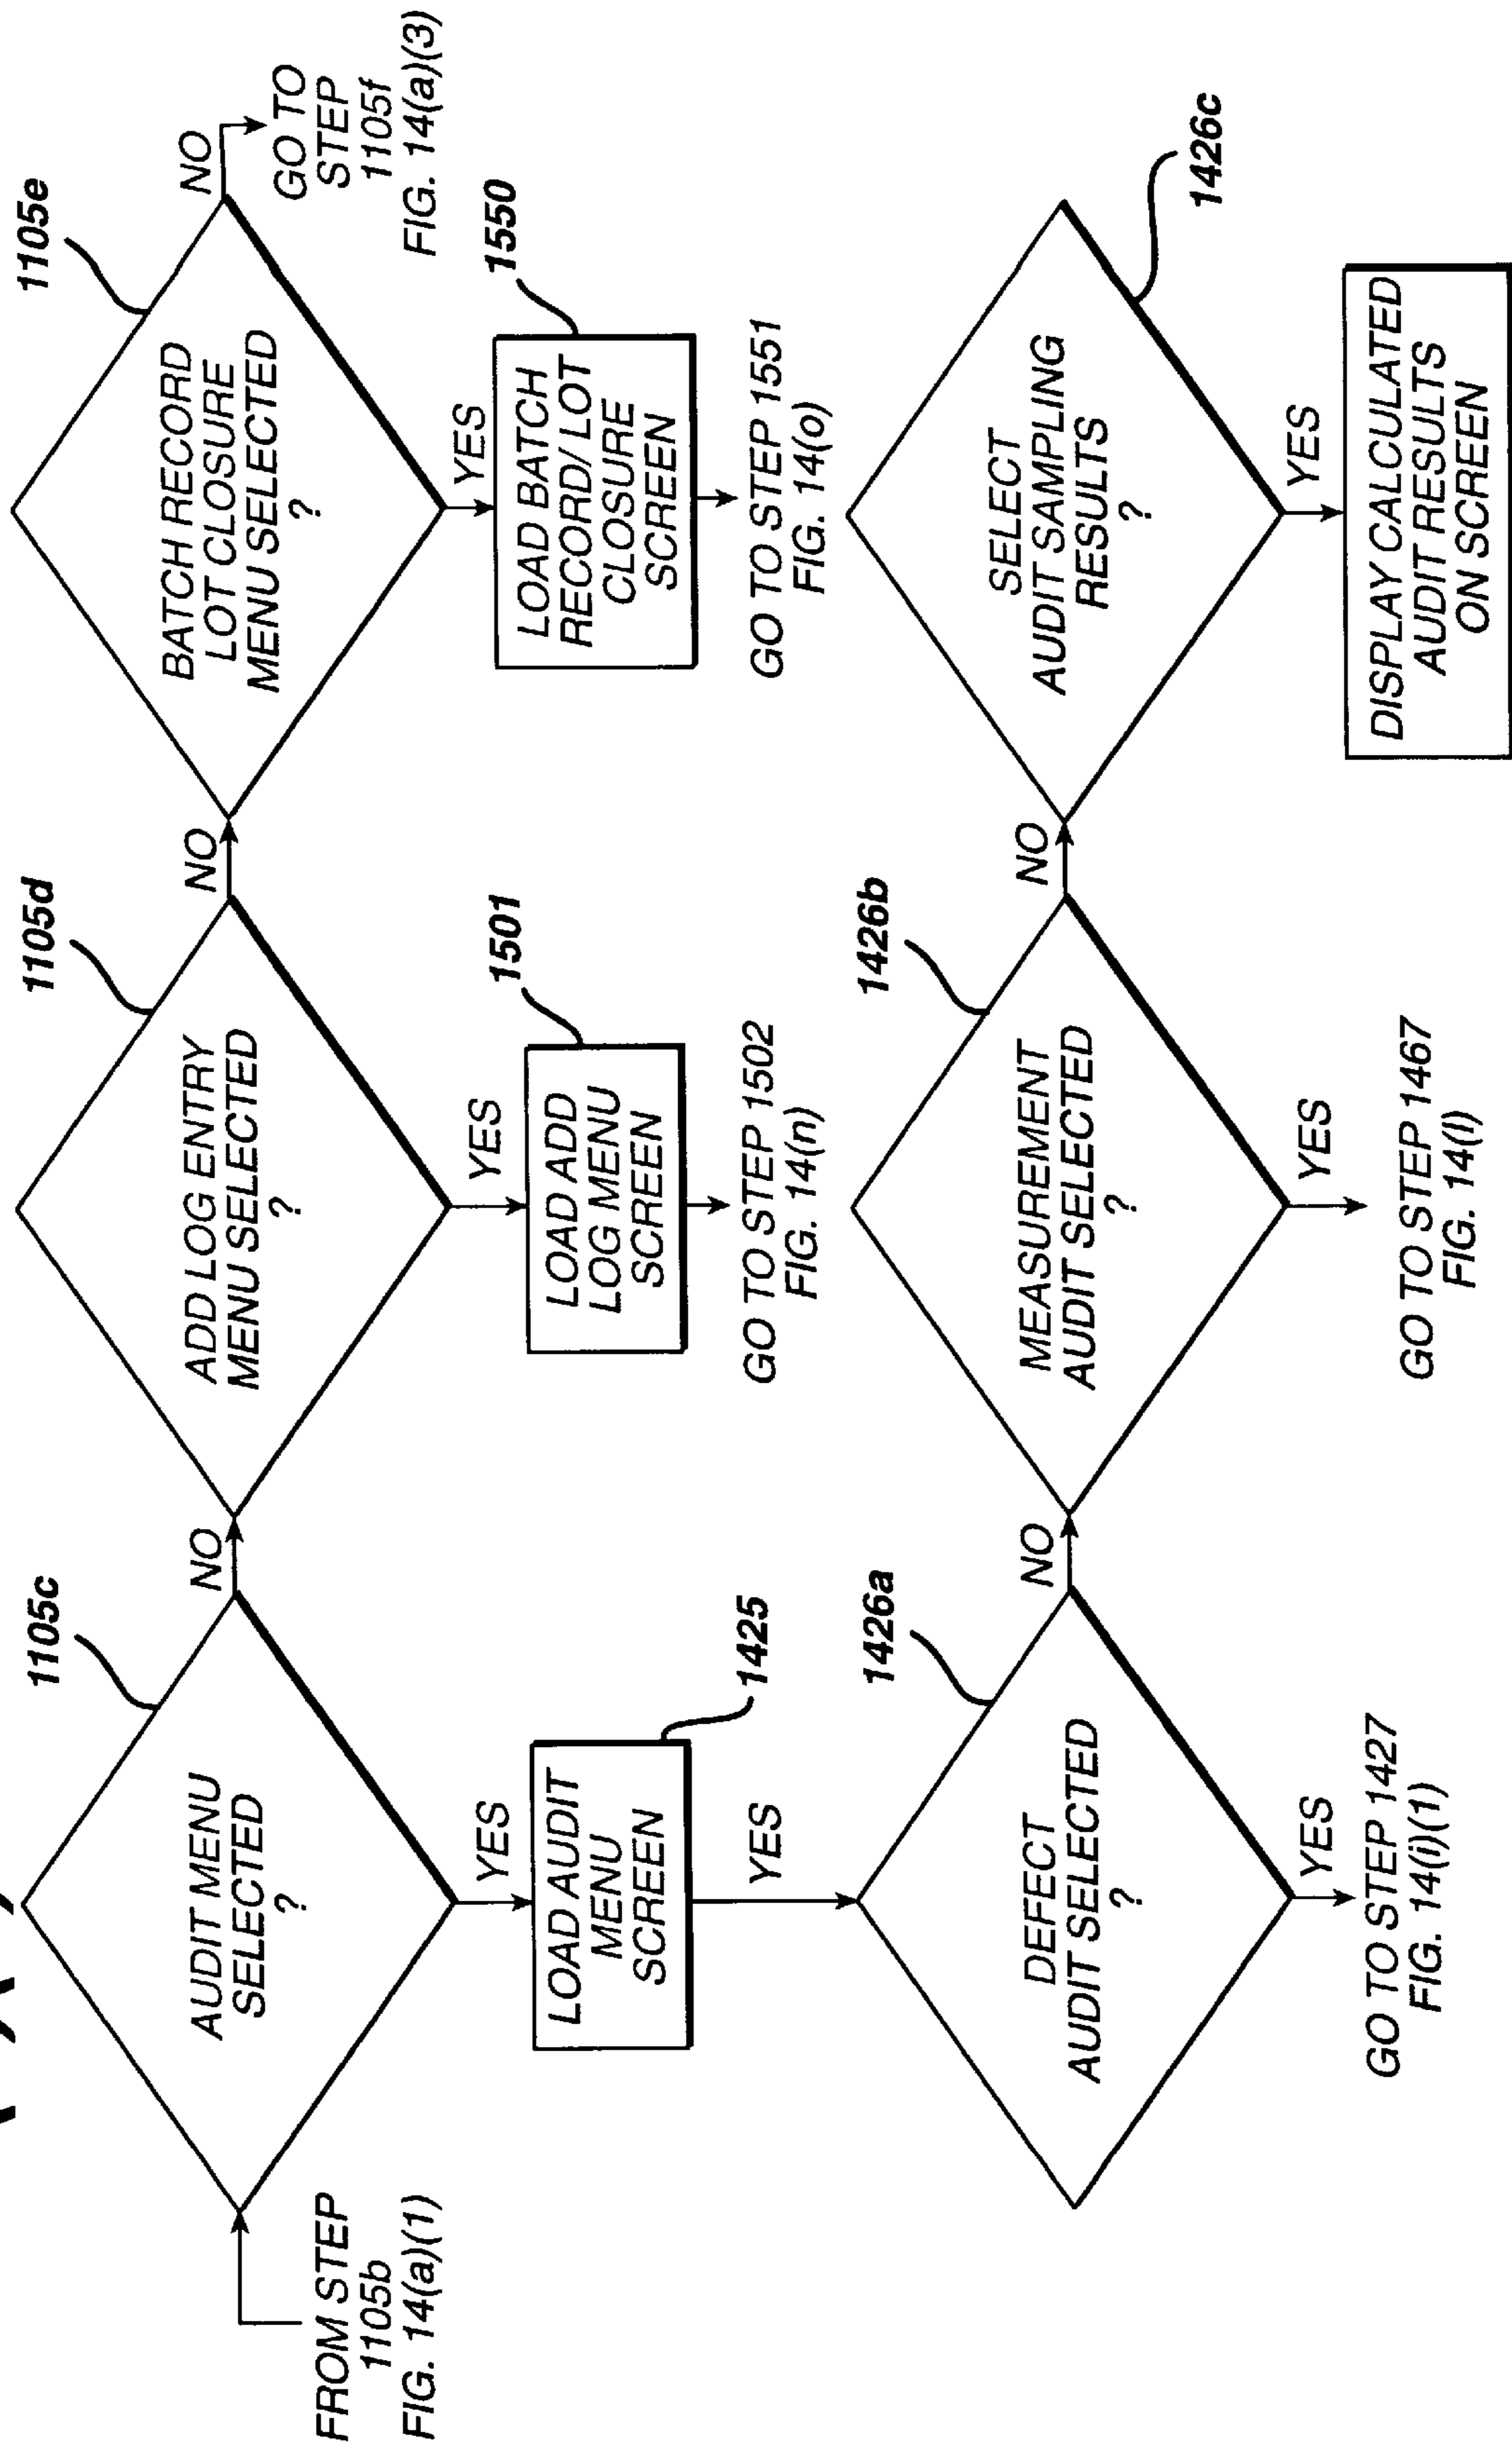 FROM STEP
1105b
FIG. 14(a)(1)
1105c
AUDIT MENU
SELECTED
?
NO
YES
1105d
ADD LOG ENTRY
MENU SELECTED
?
NO
YES
1105e
BATCH RECORD
LOT CLOSURE
MENU SELECTED
?
NO
GO TO
STEP
1105f
FIG. 14(a)(3)
YES
1425
LOAD AUDIT
MENU
SCREEN
YES
1501
LOAD ADD
LOG MENU
SCREEN
GO TO STEP 1502
FIG. 14(n)
1550
LOAD BATCH
RECORD/LOT
CLOSURE
SCREEN
GO TO STEP 1551
FIG. 14(o)
1426a
DEFECT
AUDIT SELECTED
?
NO
YES
GO TO STEP 1427
FIG. 14(i)(1)
1426b
MEASUREMENT
AUDIT SELECTED
?
NO
YES
GO TO STEP 1467
FIG. 14(l)
1426c
SELECT
AUDIT SAMPLING
RESULTS
?
YES
DISPLAY CALCULATED
AUDIT RESULTS
ON SCREEN